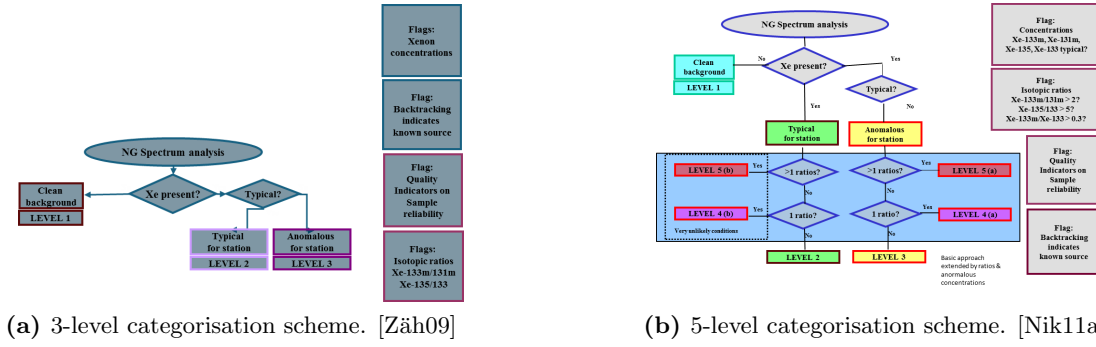 NG Spectrum analysis
Xe present?
Typical?
Clean
background
LEVEL 1
Typical
for station
LEVEL 2
Anomalous
for station
LEVEL 3
Flags:
Xenon
concentrations
Flag:
Backtracking
indicates
known source
Flag:
Quality
Indicators on
Sample
reliability
Flags:
Isotopic ratios
Xe-133m/131m
Xe-135/133
(a) 3-level categorisation scheme. [Zäh09]
NG Spectrum analysis
No
Xe present?
Yes
Clean
background
LEVEL 1
Typical?
Yes
No
Typical
for station
Anomalous
for station
LEVEL 5 (b)
Yes
>1 ratios?
>1 ratios?
Yes
LEVEL 5 (a)
No
No
LEVEL 4 (b)
Yes
1 ratio?
1 ratio?
Yes
LEVEL 4 (a)
Very unlikely conditions
No
No
LEVEL 2
LEVEL 3
Basic approach
extended by ratios &
anormalous
concentrations
Flag:
Concentrations
Xe-133m, Xe-131m,
Xe-135, Xe-133 typical?
Flag:
Isotopic ratios
Xe-133m/131m > 2?
Xe-135/133 > 5?
Xe-133m/Xe-133 > 0.3?
Flag:
Quality
Indicators on
Sample
reliability
Flag:
Backtracking
indicates
known source
(b) 5-level categorisation scheme. [Nik11a